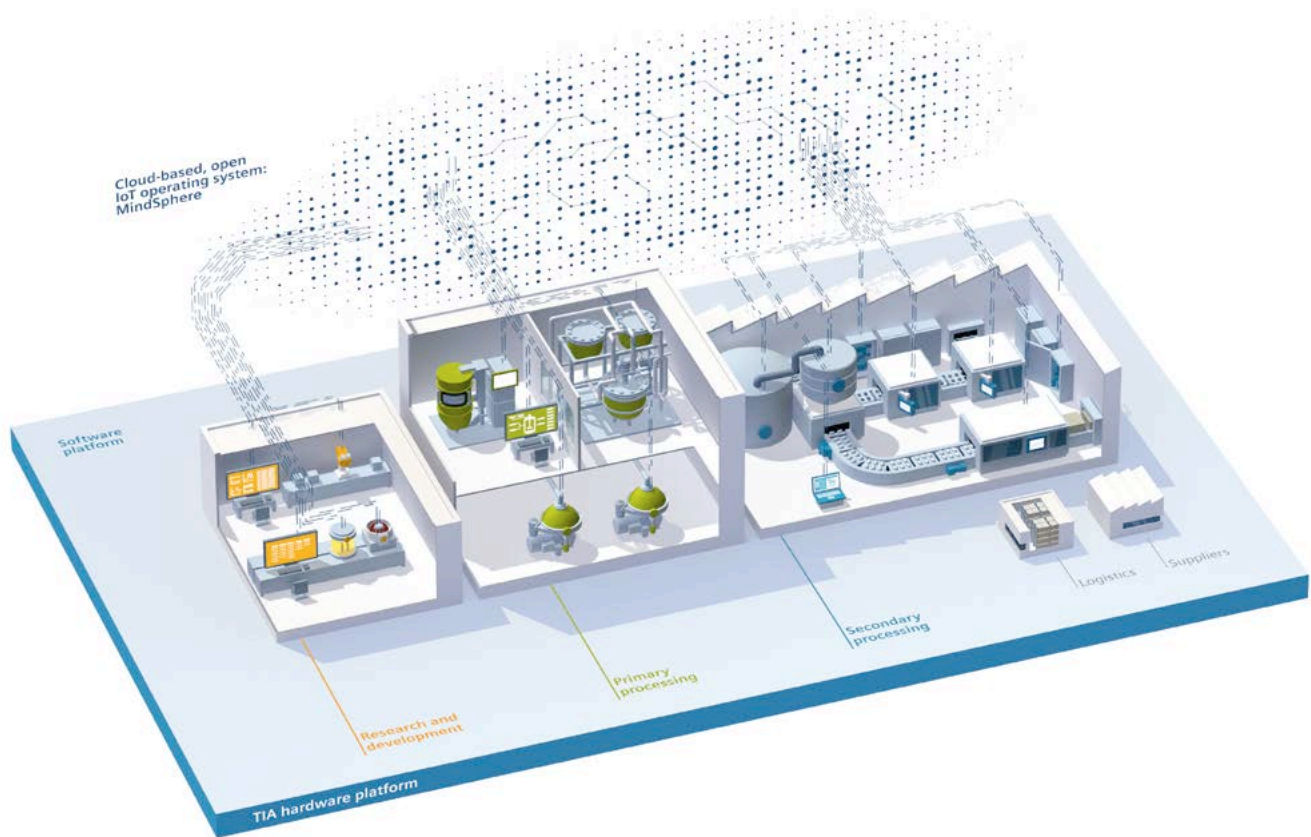 Cloud-based, open
IoT operating system:
MindSphere
Software
platform
Logistics
Suppliers
Secondary
processing
Primary
processing
Research and
development
TIA hardware platform